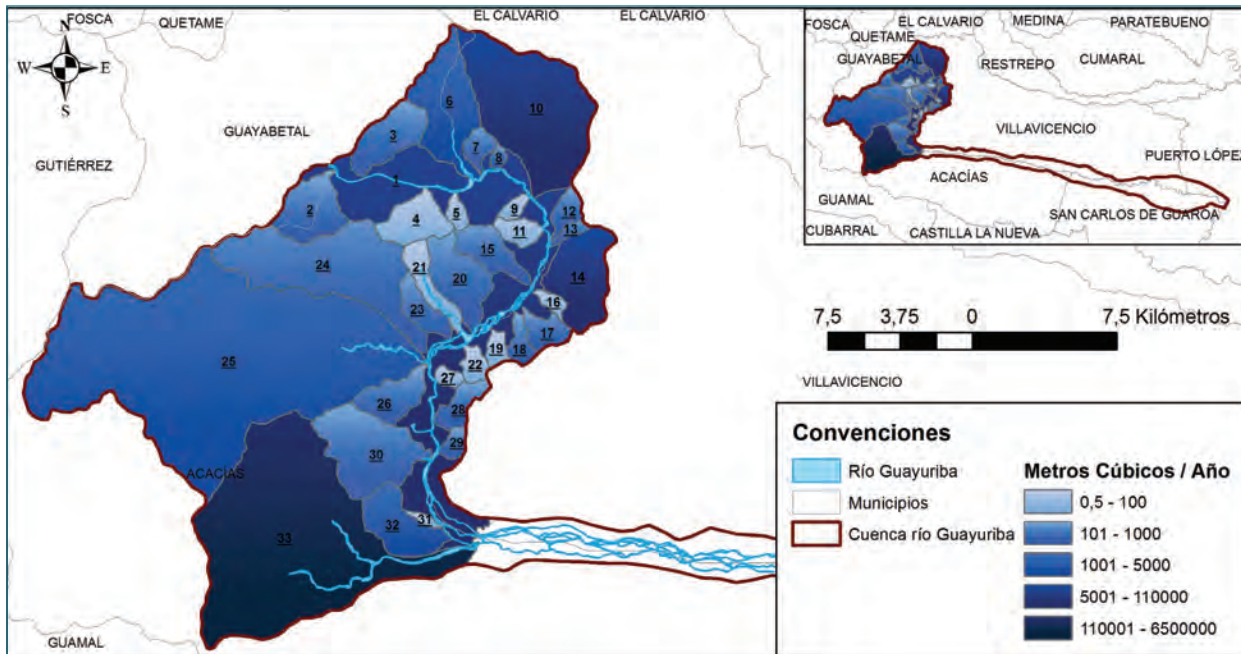 FOSCA
QUETAME
EL CALVARIO
EL CALVARIO
N
W
E
S
GUAYABETAL
GUTIÉRREZ
ACACÍAS
GUAMAL
VILLAVICENCIO
1
2
3
4
5
6
7
8
9
10
11
12
13
14
15
16
17
18
19
20
21
22
23
24
25
26
27
28
29
30
31
32
33
FOSCA
EL CALVARIO
MEDINA
PARATEBUENO
QUETAME
GUAYABETAL
RESTREPO
CUMARAL
VILLAVICENCIO
PUERTO LÓPEZ
ACACÍAS
GUAMAL
SAN CARLOS DE GUAROA
CUBARRAL
CASTILLA LA NUEVA
7,5 3,75 0 7,5 Kilómetros
Convenciones
Río Guayuriba
Municipios
Cuenca río Guayuriba
Metros Cúbicos / Año
0,5 - 100
101 - 1000
1001 - 5000
5001 - 110000
110001 - 6500000